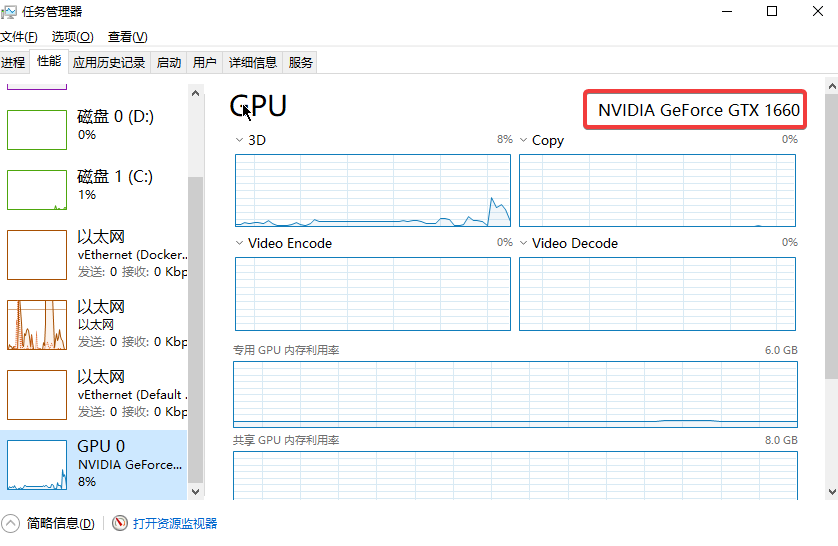 任务管理器
文件(F) 选项(O) 查看(V)
进程 性能 应用历史记录 启动 用户 详细信息 服务
磁盘 0 (D:)
0%
磁盘 1 (C:)
1%
以太网
vEthernet (Docker...
发送: 0 接收: 0 Kbp
以太网
以太网
发送: 0 接收: 0 Kbp
以太网
vEthernet (Default ...
发送: 0 接收: 0 Kbp
GPU 0
NVIDIA GeForce...
8%
GPU
NVIDIA GeForce GTX 1660
3D 8%
Copy 0%
Video Encode 0%
Video Decode 0%
专用 GPU 内存利用率 6.0 GB
共享 GPU 内存利用率 8.0 GB
简略信息(D)
打开资源监视器